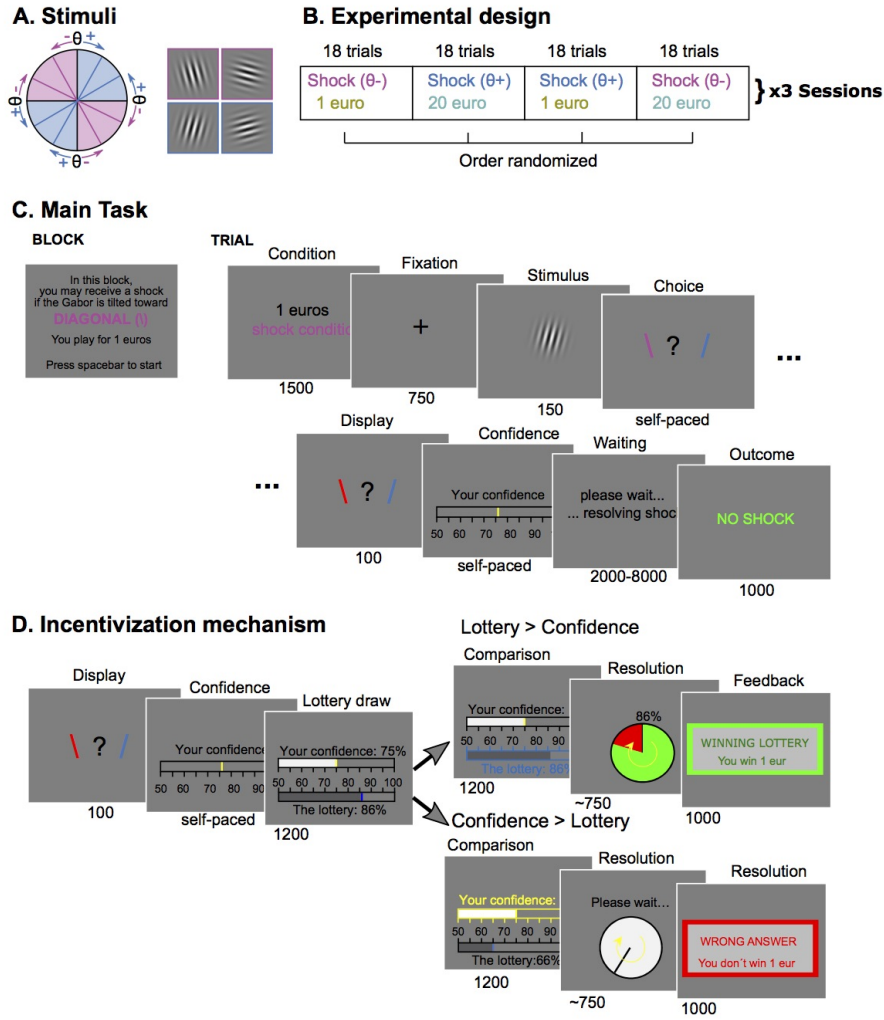 A. Stimuli
B. Experimental design
-θ+
-θ+
+θ-
+θ-
18 trials 18 trials 18 trials 18 trials
Shock (θ-) Shock (θ+) Shock (θ+) Shock (θ-)
1 euro 20 euro 1 euro 20 euro
} x3 Sessions
Order randomized
C. Main Task
BLOCK
In this block,
you may receive a shock
if the Gabor is tilted toward
DIAGONAL (\)
You play for 1 euros
Press spacebar to start
TRIAL
Condition
1 euros
shock conditic
1500
Fixation
+
750
Stimulus
150
Choice
\ ? /
self-paced
...
...
Display
\ ? /
100
Confidence
Your confidence
50 60 70 80 90
self-paced
Waiting
please wait...
... resolving shoc
2000-8000
Outcome
NO SHOCK
1000
D. Incentivization mechanism
Display
\ ? /
100
Confidence
Your confidenc
50 60 70 80 90
self-paced
Lottery draw
Your confidence: 75%
50 60 70 80 90 100
The lottery: 86%
1200
Lottery > Confidence
Comparison
Your confidence:
50 60 70 80 90
The lottery: 86%
1200
Resolution
86%
~750
Feedback
WINNING LOTTERY
You win 1 eur
1000
Confidence > Lottery
Comparison
Your confidence:
50 60 70 80 90
The lottery:66%
1200
Resolution
Please wait...
~750
Resolution
WRONG ANSWER
You don´t win 1 eur
1000